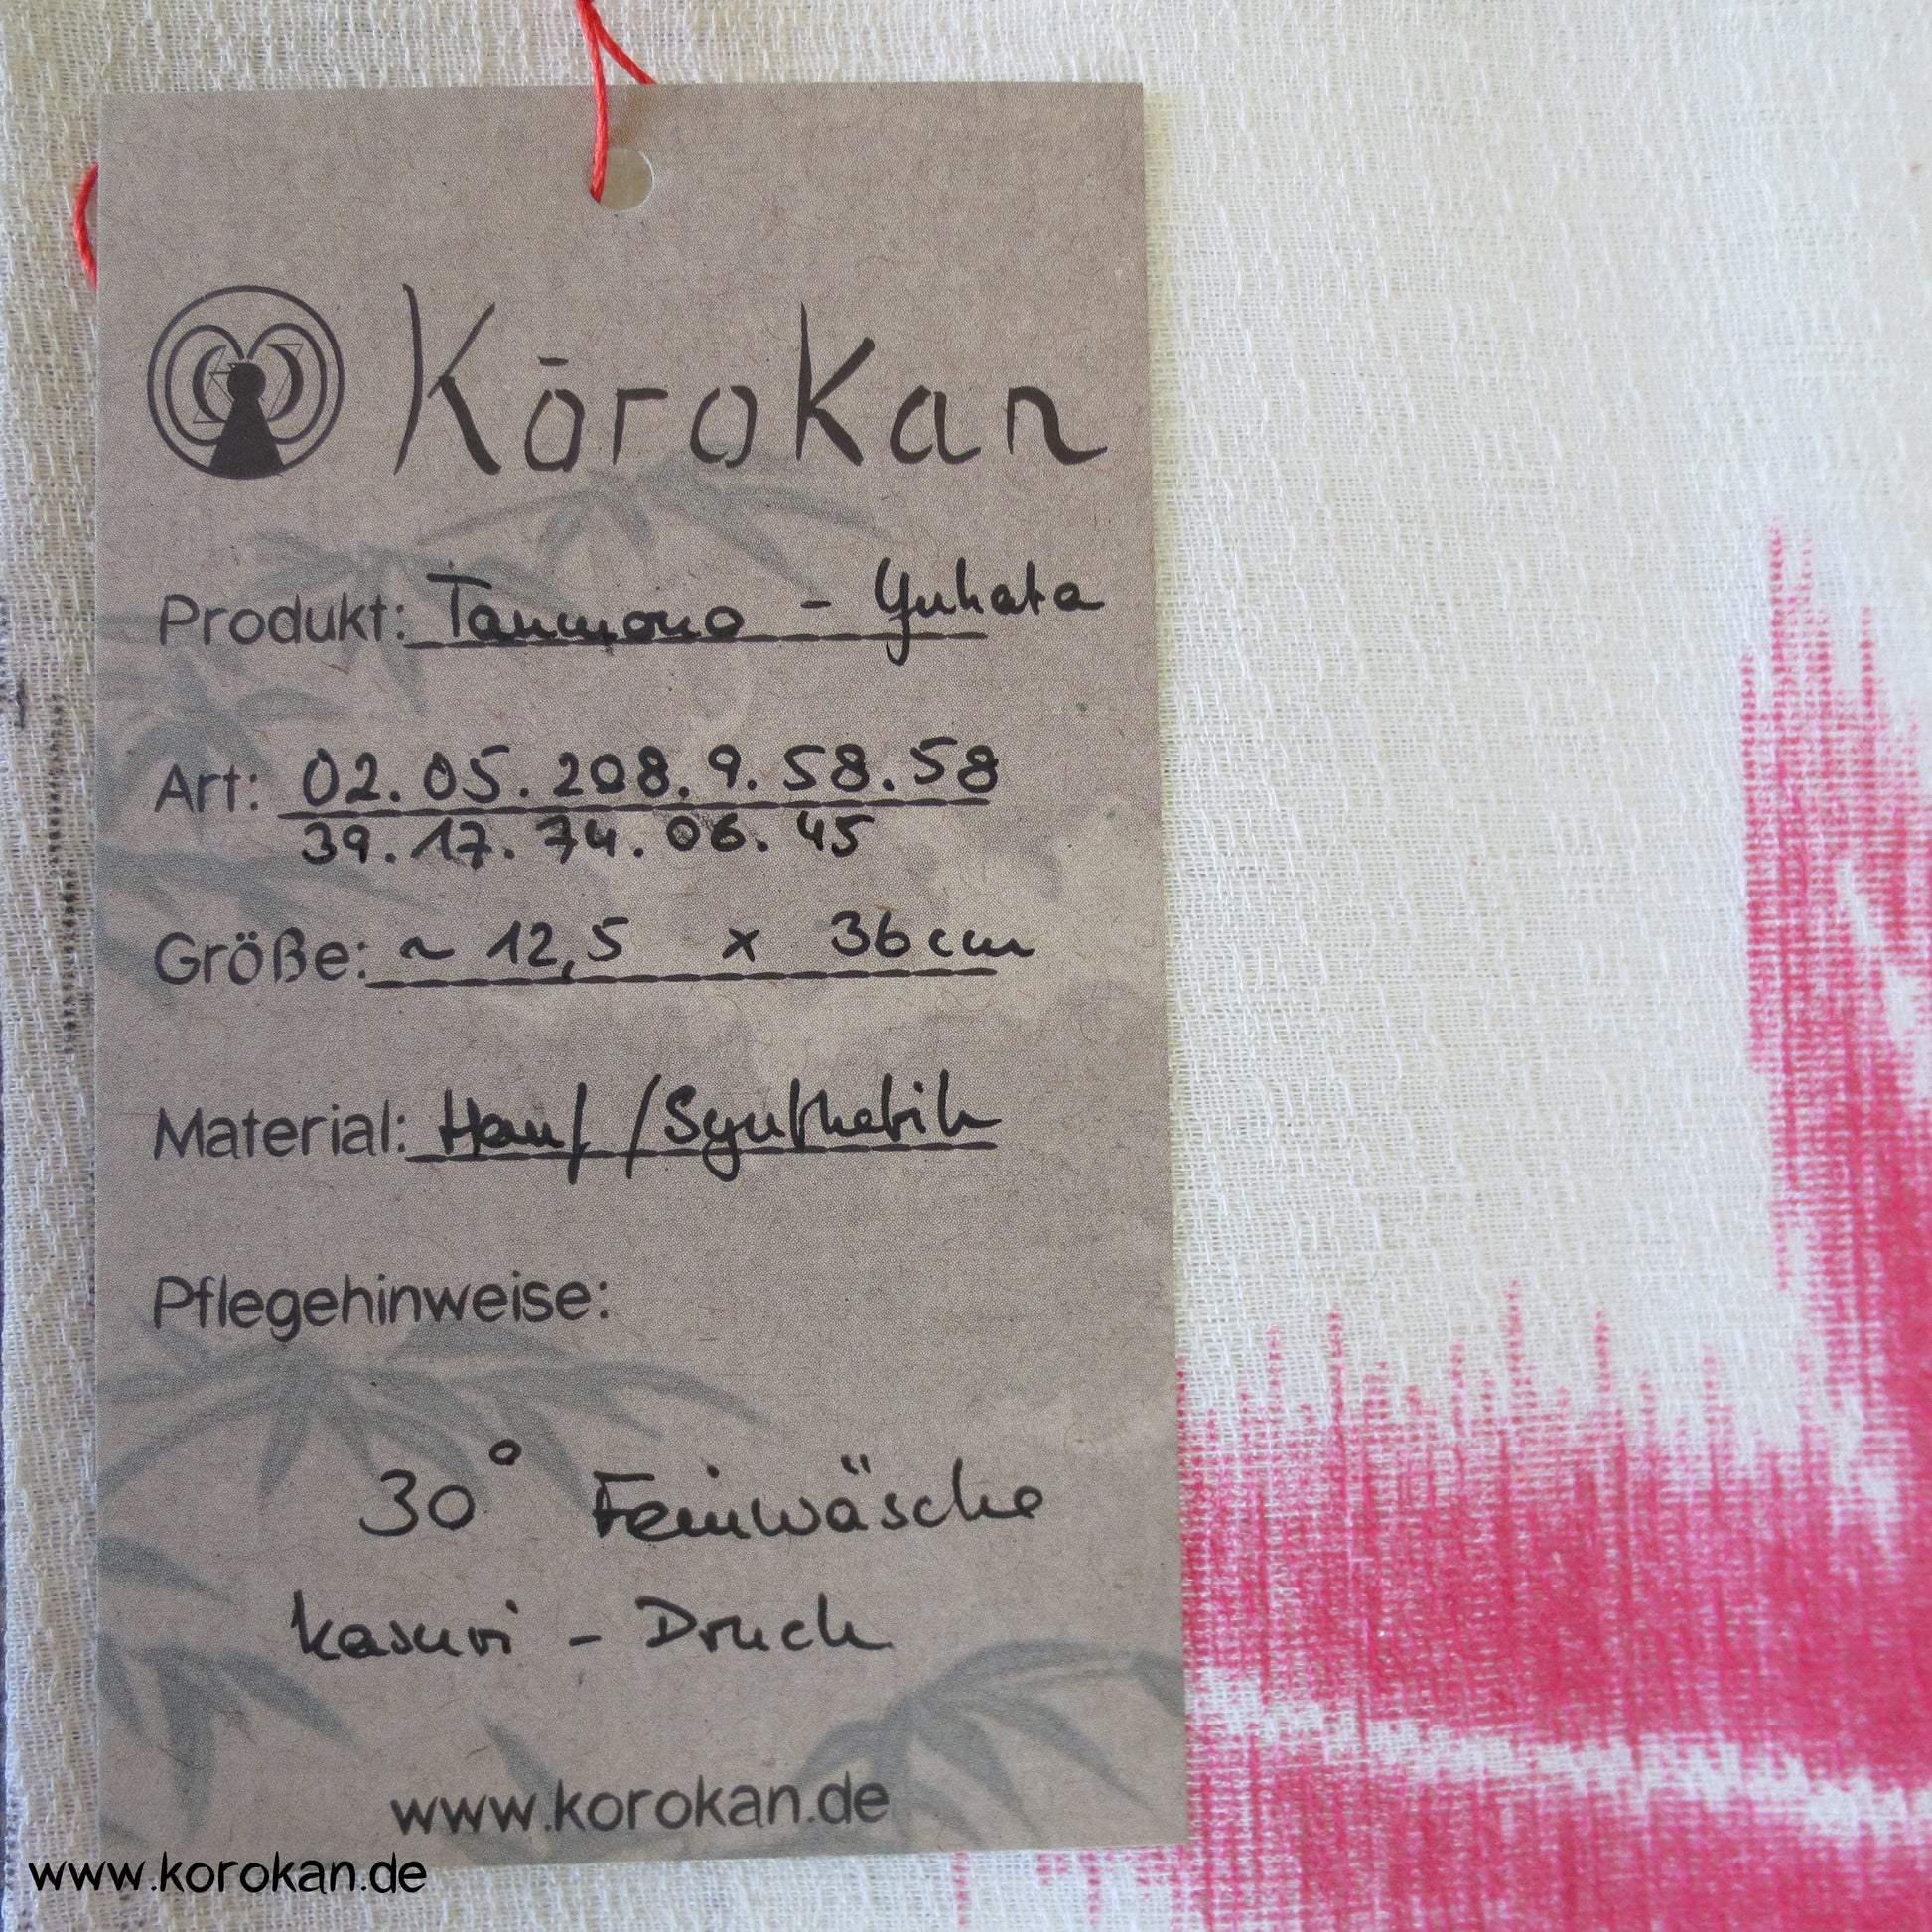 Kōrokan
Produkt: Tanmono - Yukata
Art: 02.05.208.9.58.58
39.17.74.06.45
Größe: ~ 12,5 x 36cm
Material: Hanf / Synthetik
Pflegehinweise:
30° Feinwäsche
kasuri - Druck
www.korokan.de
www.korokan.de